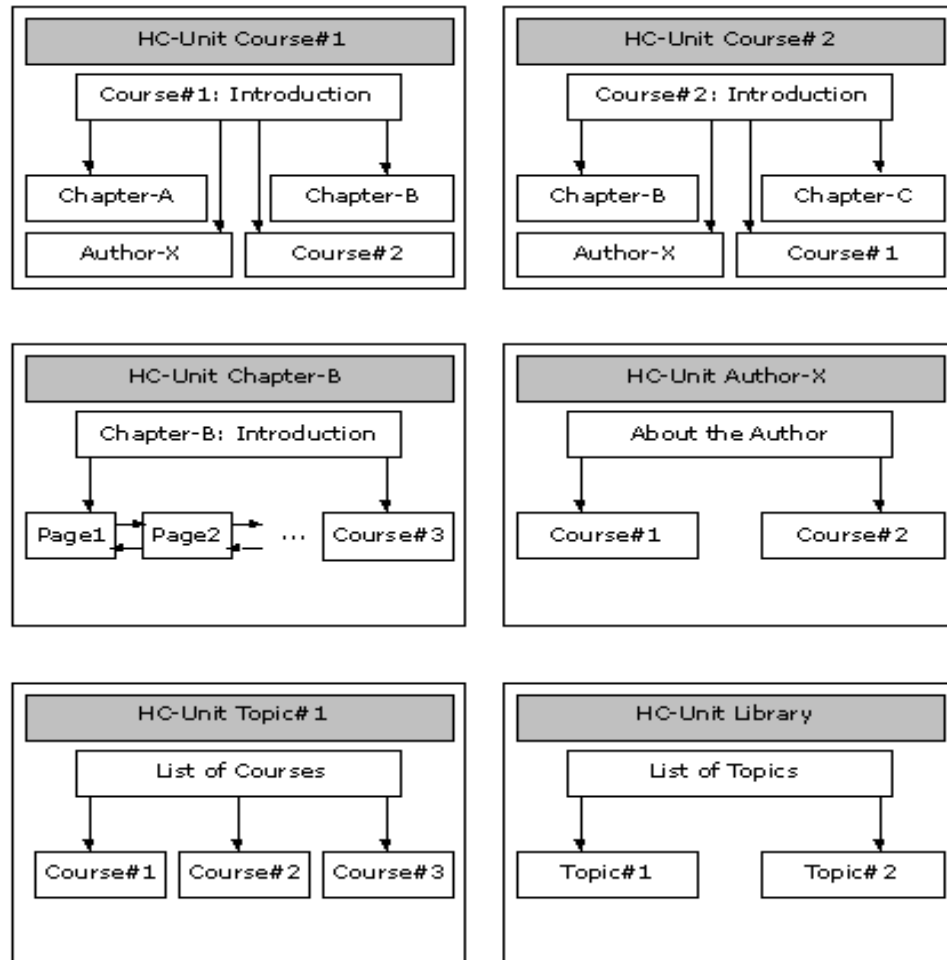 HC-Unit Course#1
Course#1: Introduction
Chapter-A
Chapter-B
Author-X
Course#2
HC-Unit Course#2
Course#2: Introduction
Chapter-B
Chapter-C
Author-X
Course#1
HC-Unit Chapter-B
Chapter-B: Introduction
Page1
Page2
...
Course#3
HC-Unit Author-X
About the Author
Course#1
Course#2
HC-Unit Topic#1
List of Courses
Course#1
Course#2
Course#3
HC-Unit Library
List of Topics
Topic#1
Topic#2